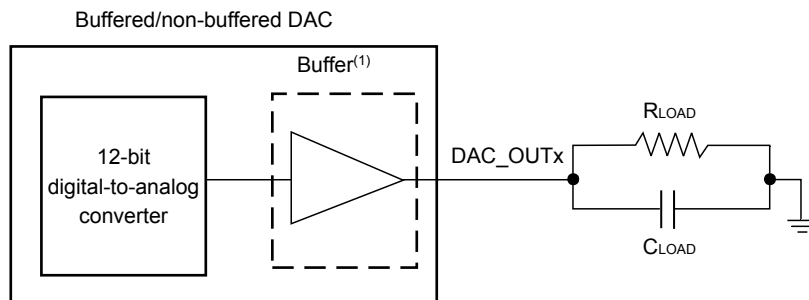 Buffered/non-buffered DAC
Buffer(1)
12-bit
digital-to-analog
converter
DAC_OUTx
RLOAD
CLOAD